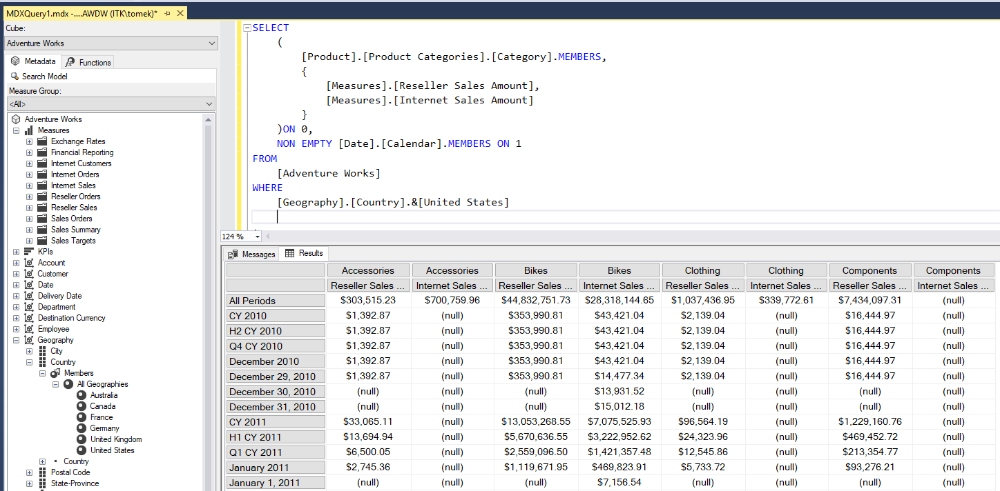 MDXQuery1.mdx -....AWDW (ITK\tomek)*
Cube:
Adventure Works
Metadata Functions
Search Model
Measure Group:
<All>
Adventure Works
Measures
Exchange Rates
Financial Reporting
Internet Customers
Internet Orders
Internet Sales
Reseller Orders
Reseller Sales
Sales Orders
Sales Summary
Sales Targets
KPIs
Account
Customer
Date
Delivery Date
Department
Destination Currency
Employee
Geography
City
Country
Members
All Geographies
Australia
Canada
France
Germany
United Kingdom
United States
Country
Postal Code
State-Province
SELECT
(
[Product].[Product Categories].[Category].MEMBERS,
{
[Measures].[Reseller Sales Amount],
[Measures].[Internet Sales Amount]
}
)ON 0,
NON EMPTY [Date].[Calendar].MEMBERS ON 1
FROM
[Adventure Works]
WHERE
[Geography].[Country].&[United States]
124 %
Messages Results
Accessories Accessories Bikes Bikes Clothing Clothing Components Components
Reseller Sales ... Internet Sales ... Reseller Sales ... Internet Sales ... Reseller Sales ... Internet Sales ... Reseller Sales ... Internet Sales ...
All Periods $303,515.23 $700,759.96 $44,832,751.73 $28,318,144.65 $1,037,436.95 $339,772.61 $7,434,097.31 (null)
CY 2010 $1,392.87 (null) $353,990.81 $43,421.04 $2,139.04 (null) $16,444.97 (null)
H2 CY 2010 $1,392.87 (null) $353,990.81 $43,421.04 $2,139.04 (null) $16,444.97 (null)
Q4 CY 2010 $1,392.87 (null) $353,990.81 $43,421.04 $2,139.04 (null) $16,444.97 (null)
December 2010 $1,392.87 (null) $353,990.81 $43,421.04 $2,139.04 (null) $16,444.97 (null)
December 29, 2010 $1,392.87 (null) $353,990.81 $14,477.34 $2,139.04 (null) $16,444.97 (null)
December 30, 2010 (null) (null) (null) $13,931.52 (null) (null) (null) (null)
December 31, 2010 (null) (null) (null) $15,012.18 (null) (null) (null) (null)
CY 2011 $33,065.11 (null) $13,053,268.55 $7,075,525.93 $96,564.19 (null) $1,229,160.76 (null)
H1 CY 2011 $13,694.94 (null) $5,670,636.55 $3,222,952.62 $24,323.96 (null) $469,452.72 (null)
Q1 CY 2011 $6,500.05 (null) $2,559,096.50 $1,421,357.48 $12,545.86 (null) $213,354.77 (null)
January 2011 $2,745.36 (null) $1,119,671.95 $469,823.91 $5,733.72 (null) $93,276.21 (null)
January 1, 2011 (null) (null) (null) $7,156.54 (null) (null) (null) (null)